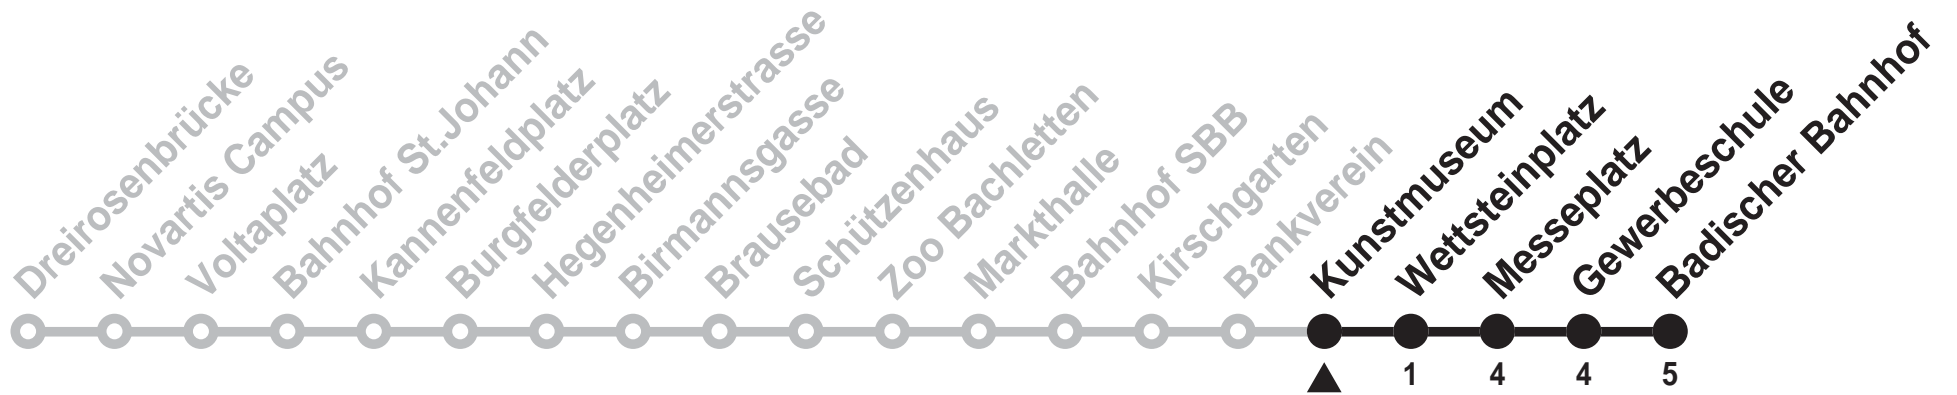 Dreirosenbrücke
Novartis Campus
Voltaplatz
Bahnhof St.Johann
Kannenfeldplatz
Burgfelderplatz
Hegenheimerstrasse
Birmannsgasse
Brausebad
Schützenhaus
Zoo Bachletten
Markthalle
Bahnhof SBB
Kirschgarten
Bankverein
Kunstmuseum
Wettsteinplatz
Messeplatz
Gewerbeschule
Badischer Bahnhof
1 4 4 5